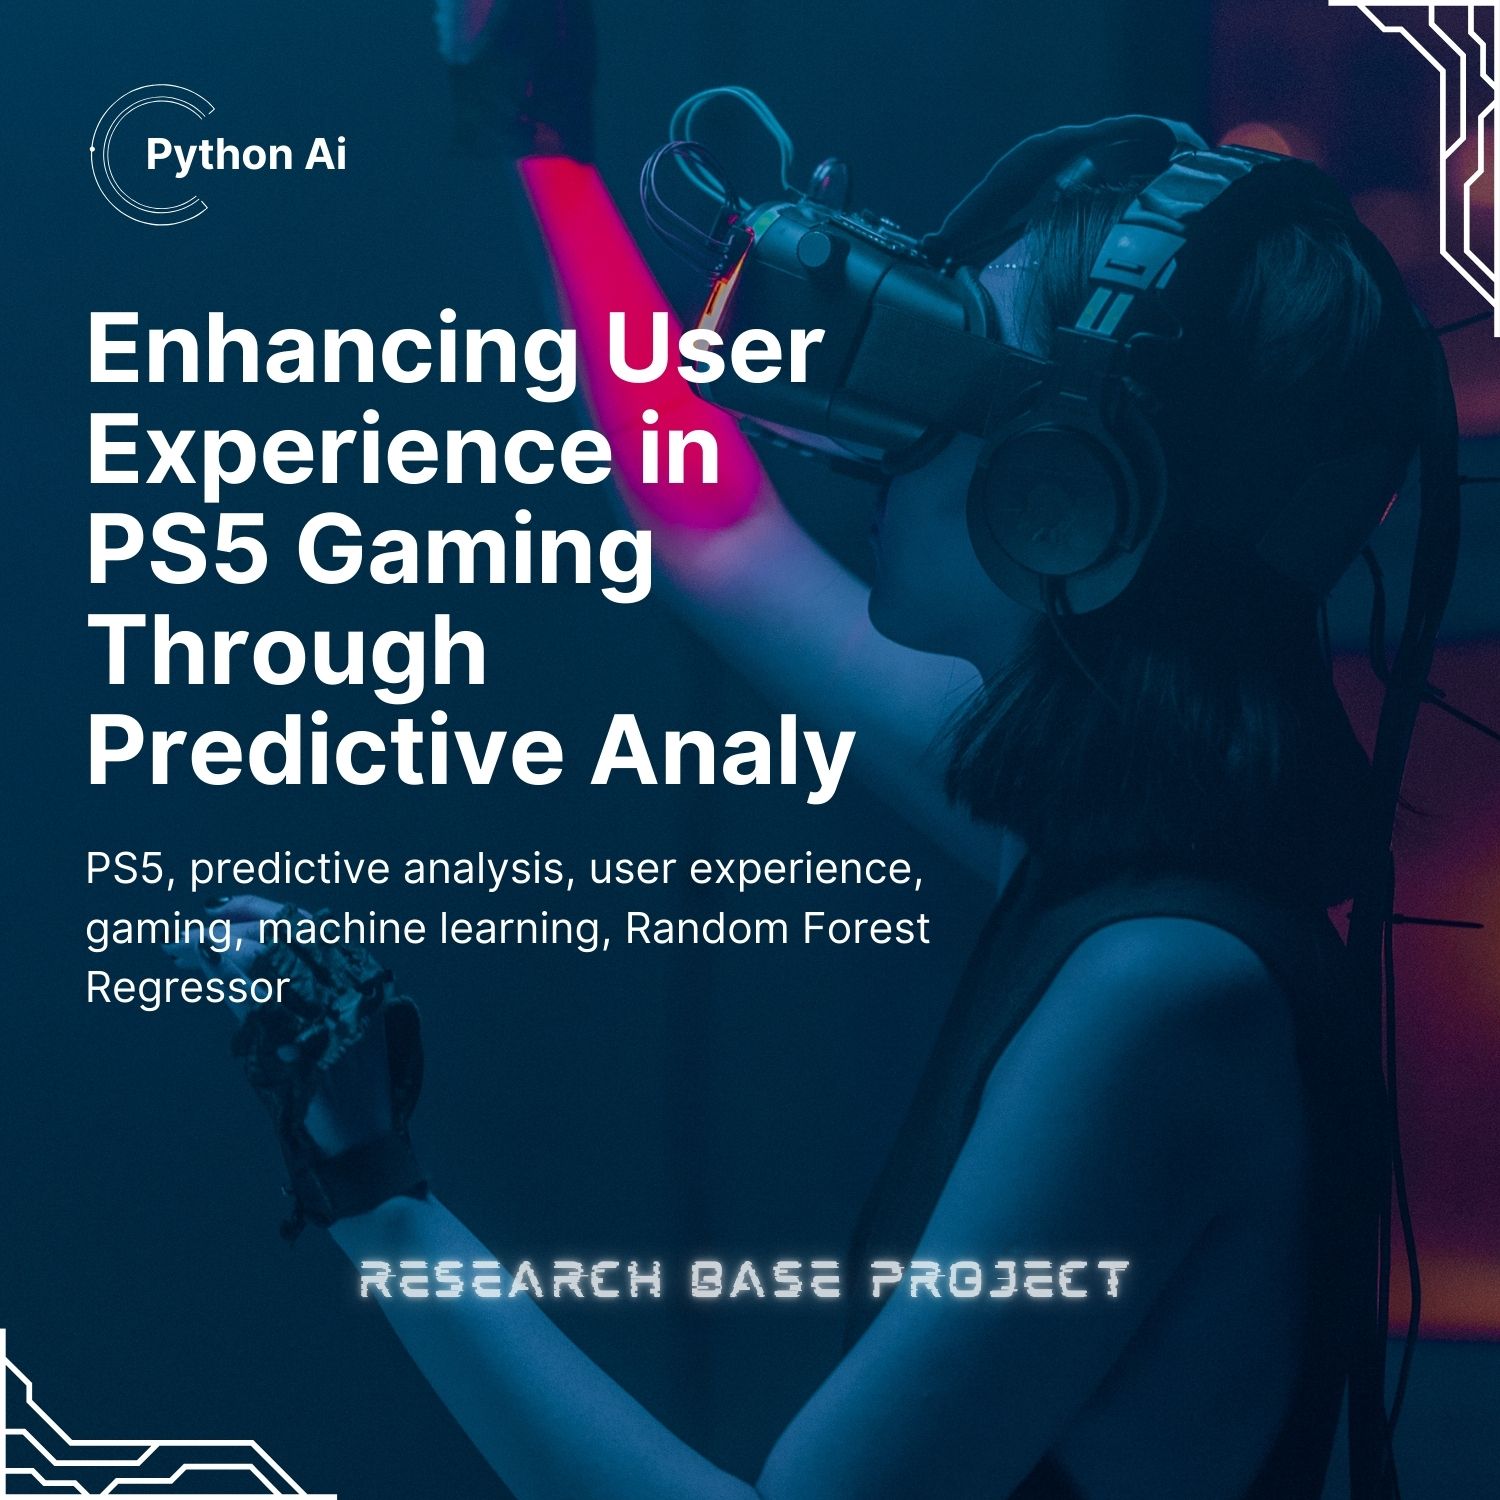 Python Ai
Enhancing User
Experience in
PS5 Gaming
Through
Predictive Analy
PS5, predictive analysis, user experience,
gaming, machine learning, Random Forest
Regressor
RESEARCH BASE PROJECT